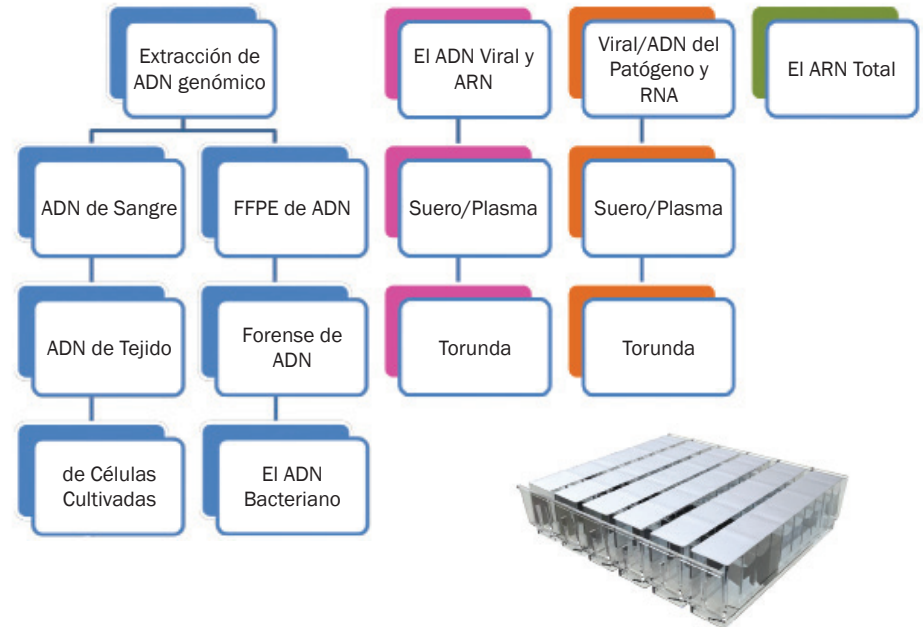 Extracción de
ADN genómico
El ADN Viral y
ARN
Viral/ADN del
Patógeno y
RNA
El ARN Total
ADN de Sangre
FFPE de ADN
Suero/Plasma
Suero/Plasma
ADN de Tejido
Forense de
ADN
Torunda
Torunda
de Células
Cultivadas
El ADN
Bacteriano